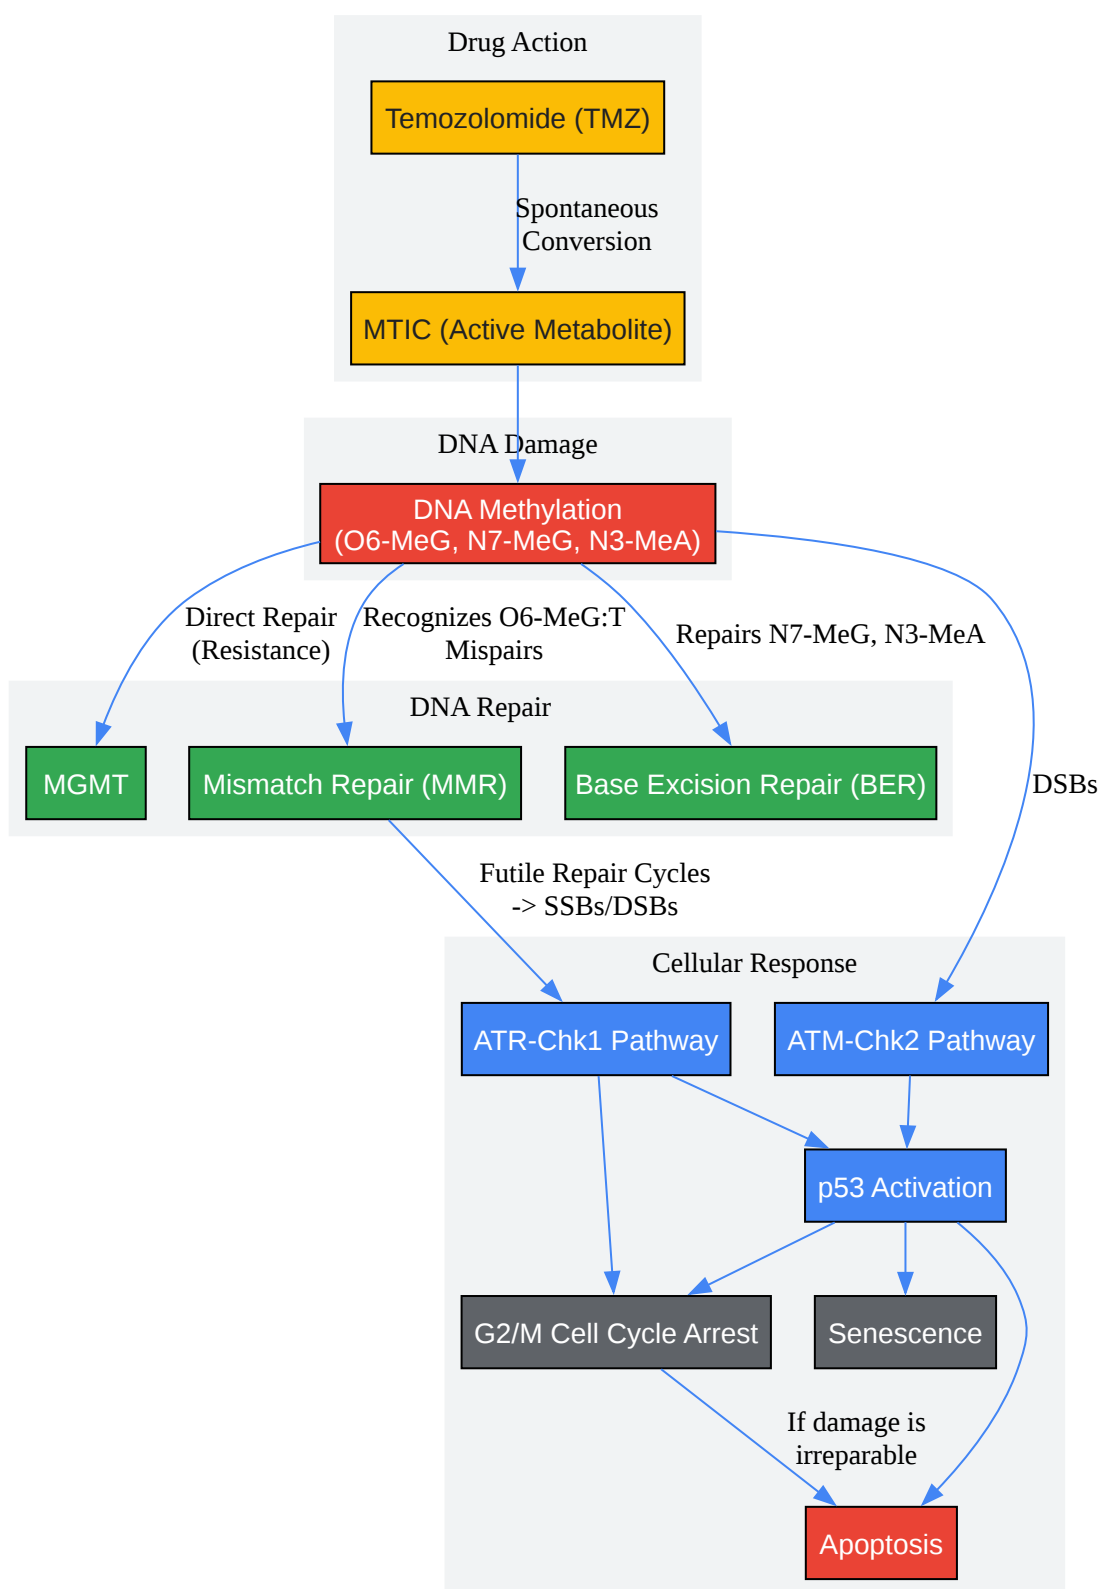 Drug Action
Temozolomide (TMZ)
Spontaneous
Conversion
MTIC (Active Metabolite)
DNA Damage
DNA Methylation
(O6-MeG, N7-MeG, N3-MeA)
Direct Repair
(Resistance)
Recognizes O6-MeG:T
Mispairs
Repairs N7-MeG, N3-MeA
DNA Repair
MGMT
Mismatch Repair (MMR)
Base Excision Repair (BER)
DSBs
Futile Repair Cycles
-> SSBs/DSBs
Cellular Response
ATR-Chk1 Pathway
ATM-Chk2 Pathway
p53 Activation
G2/M Cell Cycle Arrest
Senescence
If damage is
irreparable
Apoptosis